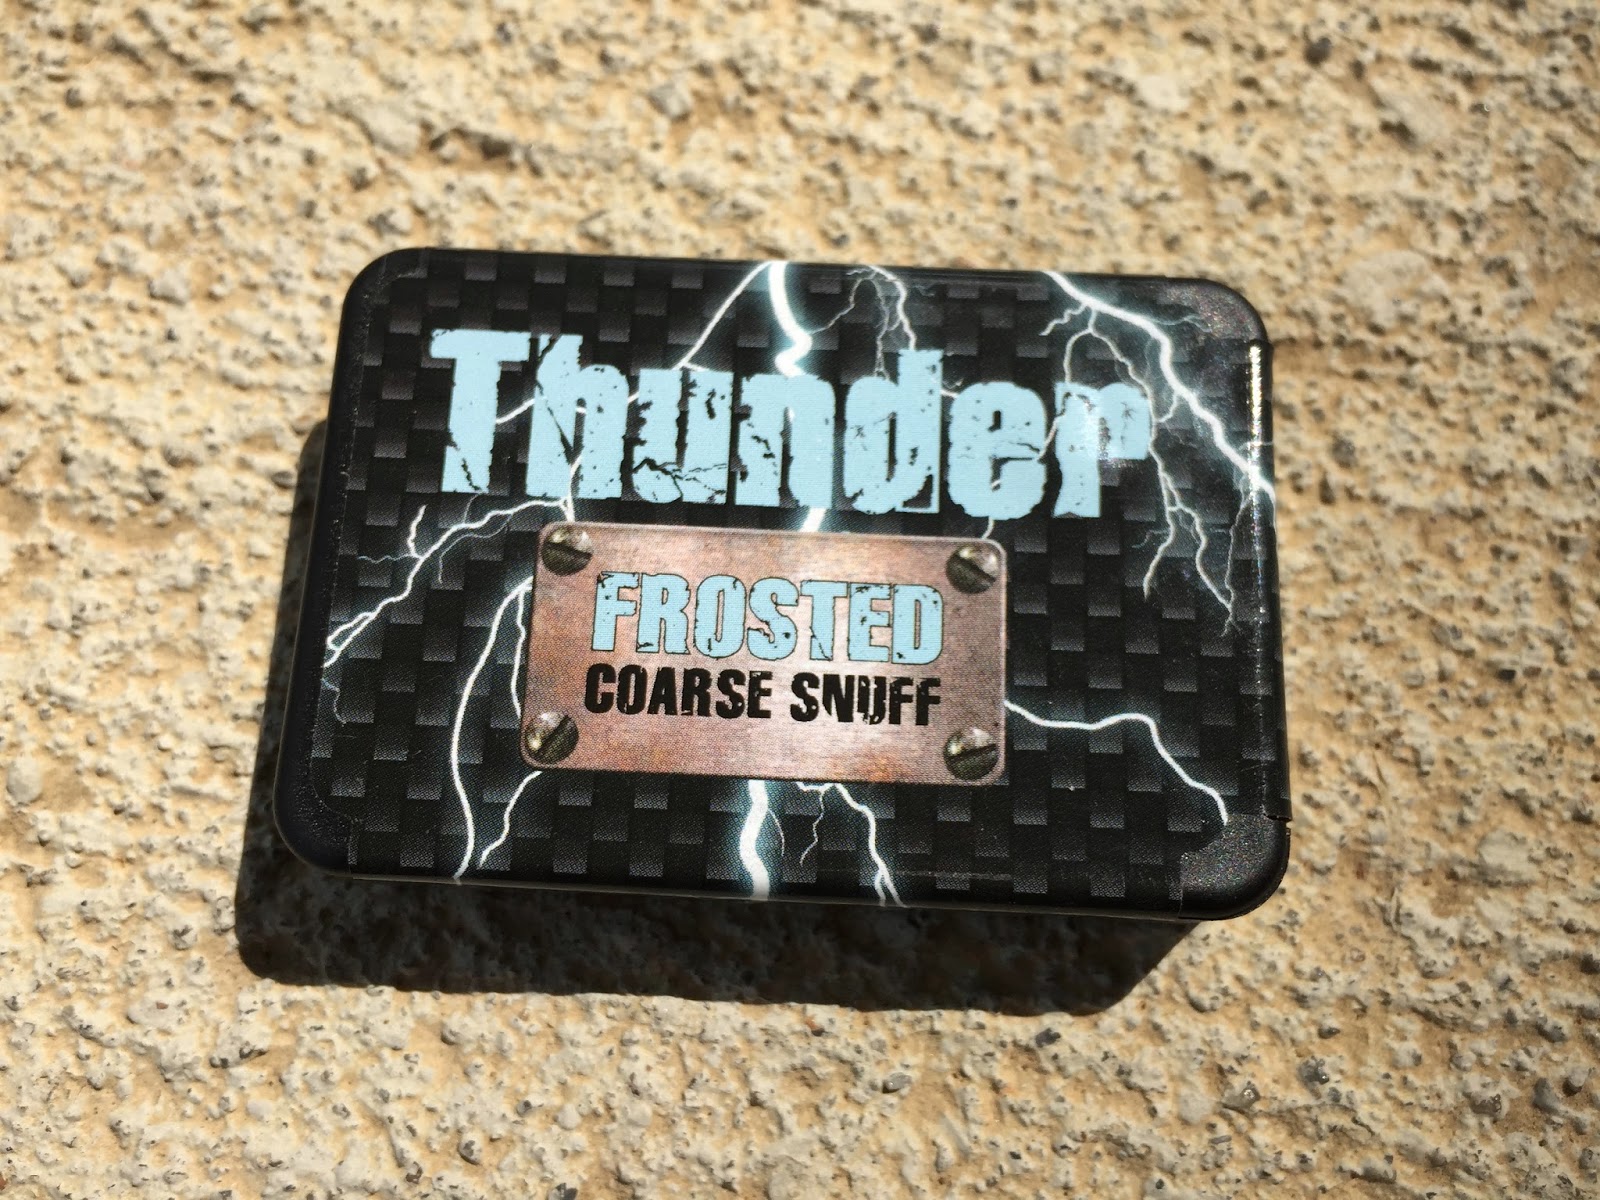 Thunder
FROSTED
COARSE SNUFF